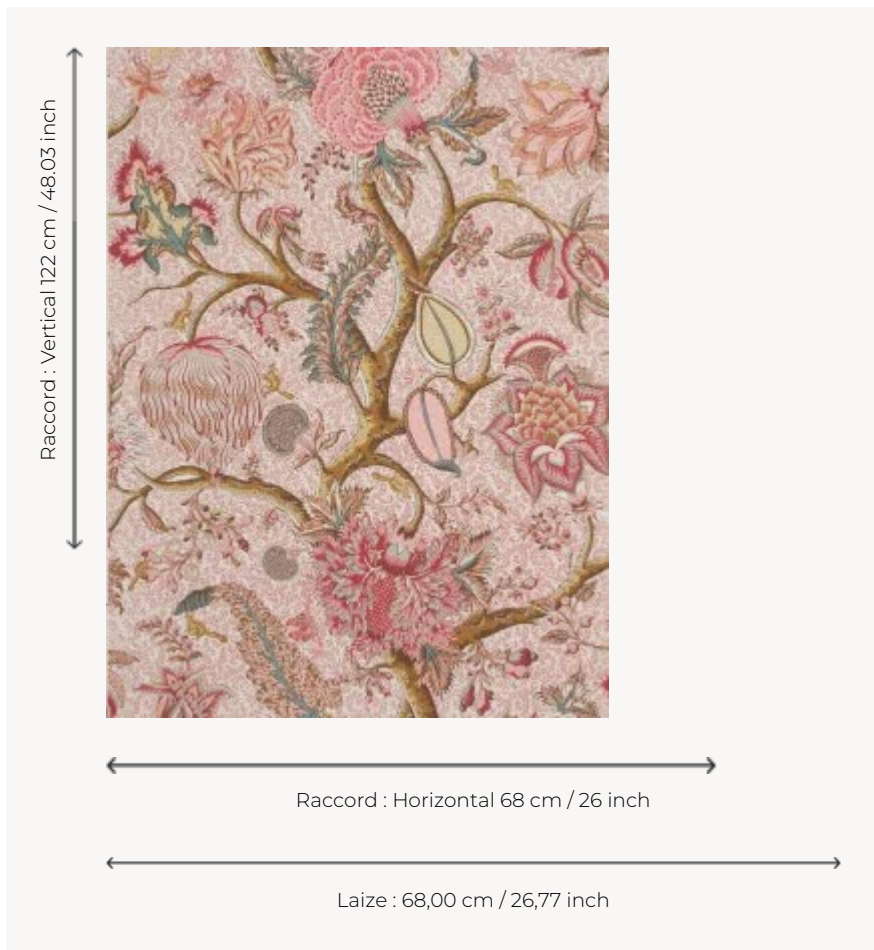 Raccord : Vertical 122 cm / 48.03 inch
Raccord : Horizontal 68 cm / 26 inch
Laize : 68,00 cm / 26,77 inch